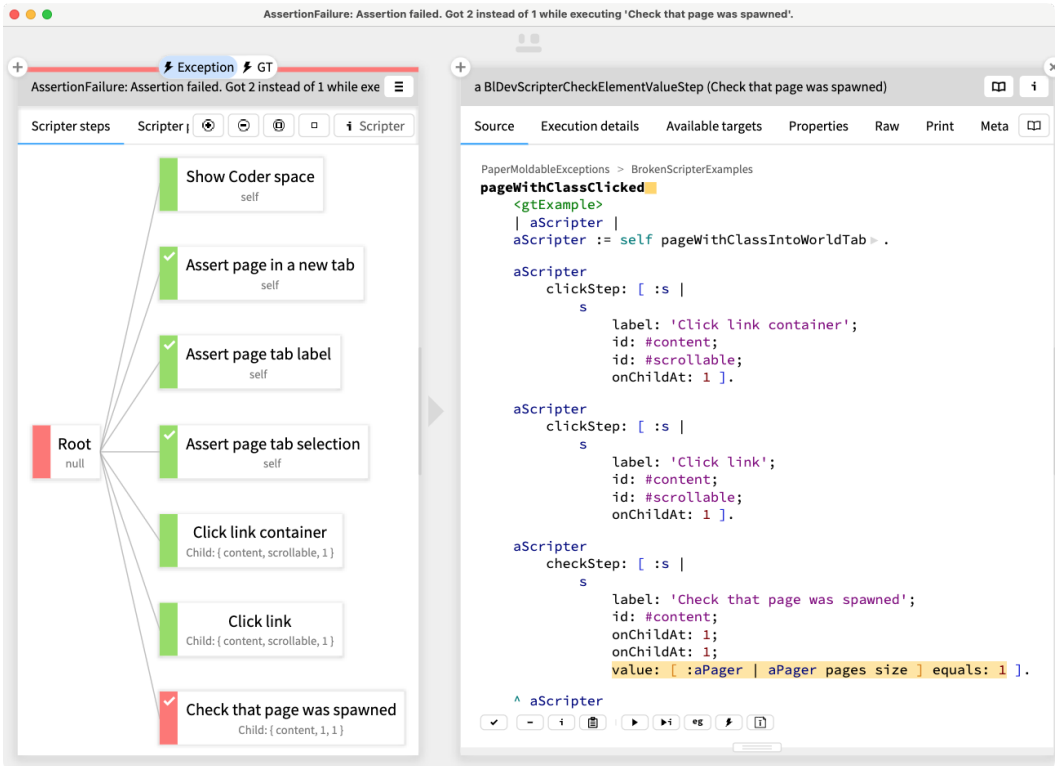 AssertionFailure: Assertion failed. Got 2 instead of 1 while executing 'Check that page was spawned'.
Exception GT
AssertionFailure: Assertion failed. Got 2 instead of 1 while exe
Scripter steps Scripter i Scripter
Show Coder space
self
Assert page in a new tab
self
Assert page tab label
self
Root
null
Assert page tab selection
self
Click link container
Child: { content, scrollable, 1 }
Click link
Child: { content, scrollable, 1 }
Check that page was spawned
Child: { content, 1, 1 }
a BlDevScripterCheckElementValueStep (Check that page was spawned)
Source Execution details Available targets Properties Raw Print Meta
PaperMoldableExceptions > BrokenScripterExamples
pageWithClassClicked
<gtExample>
| aScripter |
aScripter := self pageWithClassIntoWorldTab .
aScripter
clickStep: [ :s |
s
label: 'Click link container';
id: #content;
id: #scrollable;
onChildAt: 1 ].
aScripter
clickStep: [ :s |
s
label: 'Click link';
id: #content;
id: #scrollable;
onChildAt: 1 ].
aScripter
checkStep: [ :s |
s
label: 'Check that page was spawned';
id: #content;
onChildAt: 1;
onChildAt: 1;
value: [ :aPager | aPager pages size ] equals: 1 ].
^ aScripter
i eg